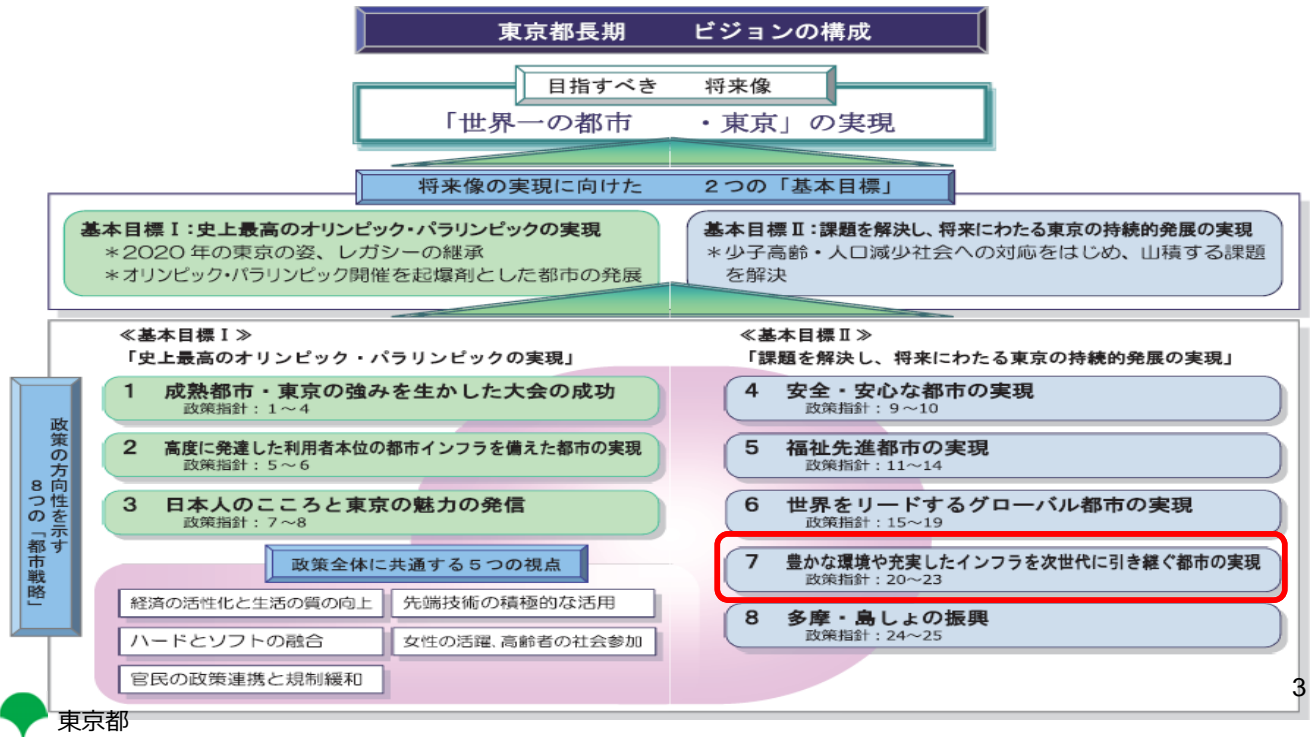 東京都長期 ビジョンの構成
目指すべき 将来像
「世界一の都市 ・東京」の実現
将来像の実現に向けた 2つの「基本目標」
基本目標Ⅰ:史上最高のオリンピック・パラリンピックの実現
＊2020年の東京の姿、レガシーの継承
＊オリンピック・パラリンピック開催を起爆剤とした都市の発展
基本目標Ⅱ:課題を解決し、将来にわたる東京の持続的発展の実現
＊少子高齢・人口減少社会への対応をはじめ、山積する課題
を解決
政策の方向性を示す
8つの「都市戦略」
≪基本目標Ⅰ≫
「史上最高のオリンピック・パラリンピックの実現」
1 成熟都市・東京の強みを生かした大会の成功
政策指針:1～4
2 高度に発達した利用者本位の都市インフラを備えた都市の実現
政策指針:5～6
3 日本人のこころと東京の魅力の発信
政策指針:7～8
≪基本目標Ⅱ≫
「課題を解決し、将来にわたる東京の持続的発展の実現」
4 安全・安心な都市の実現
政策指針:9～10
5 福祉先進都市の実現
政策指針:11～14
6 世界をリードするグローバル都市の実現
政策指針:15～19
7 豊かな環境や充実したインフラを次世代に引き継ぐ都市の実現
政策指針:20～23
8 多摩・島しょの振興
政策指針:24～25
政策全体に共通する5つの視点
経済の活性化と生活の質の向上
先端技術の積極的な活用
ハードとソフトの融合
女性の活躍、高齢者の社会参加
官民の政策連携と規制緩和
3
東京都